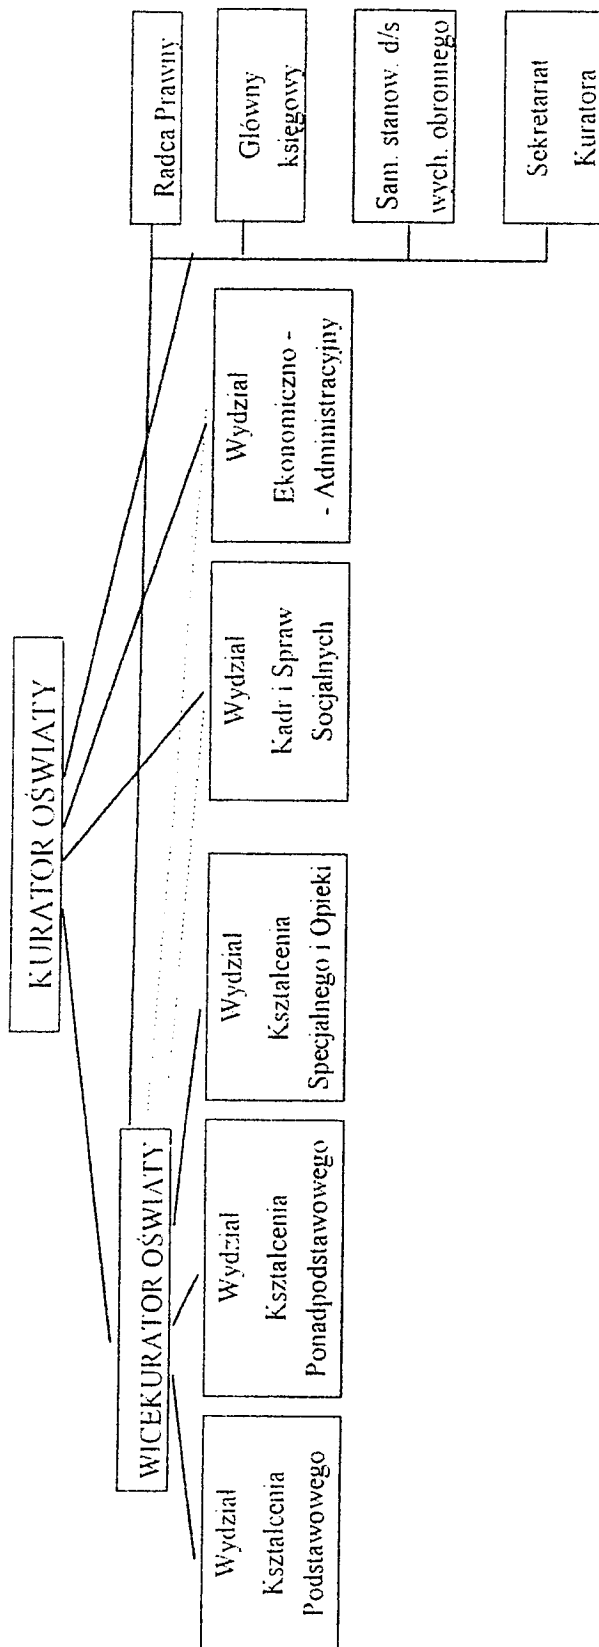 KURATOR OŚWIATY
WICEKURATOR OŚWIATY
Radca Prawny
Główny
księgowy
Sam. stanow. d/s
wych. obronnego
Sekretariat
Kuratora
Wydział
Kształcenia
Podstawowego
Wydział
Kształcenia
Ponadpodstawowego
Wydział
Kształcenia
Specjalnego i Opieki
Wydział
Kadr i Spraw
Socjalnych
Wydział
Ekonomiczno -
- Administracyjny